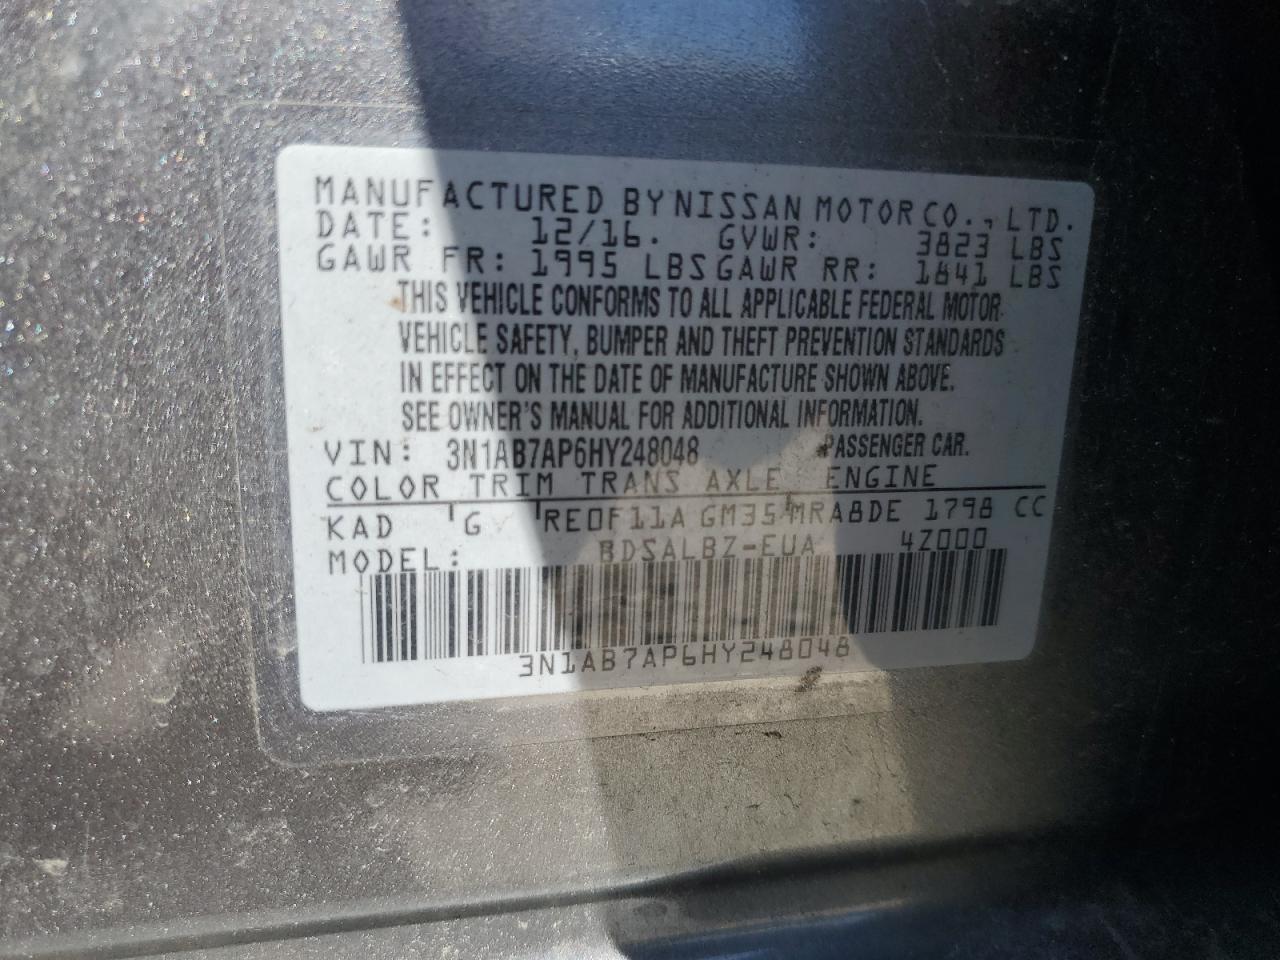 MANUFACTURED BY NISSAN MOTOR CO., LTD.
DATE: 12/16. GVWR: 3823 LBS
GAWR FR: 1995 LBS GAWR RR: 1841 LBS
THIS VEHICLE CONFORMS TO ALL APPLICABLE FEDERAL MOTOR
VEHICLE SAFETY, BUMPER AND THEFT PREVENTION STANDARDS
IN EFFECT ON THE DATE OF MANUFACTURE SHOWN ABOVE.
SEE OWNER'S MANUAL FOR ADDITIONAL INFORMATION.
VIN: 3N1AB7AP6HY248048 PASSENGER CAR.
COLOR TRIM TRANS AXLE ENGINE
KAD G RE0F11A GM35 MRA8DE 1798 CC
MODEL: BDSALBZ-EUA 4Z000
3N1AB7AP6HY248048